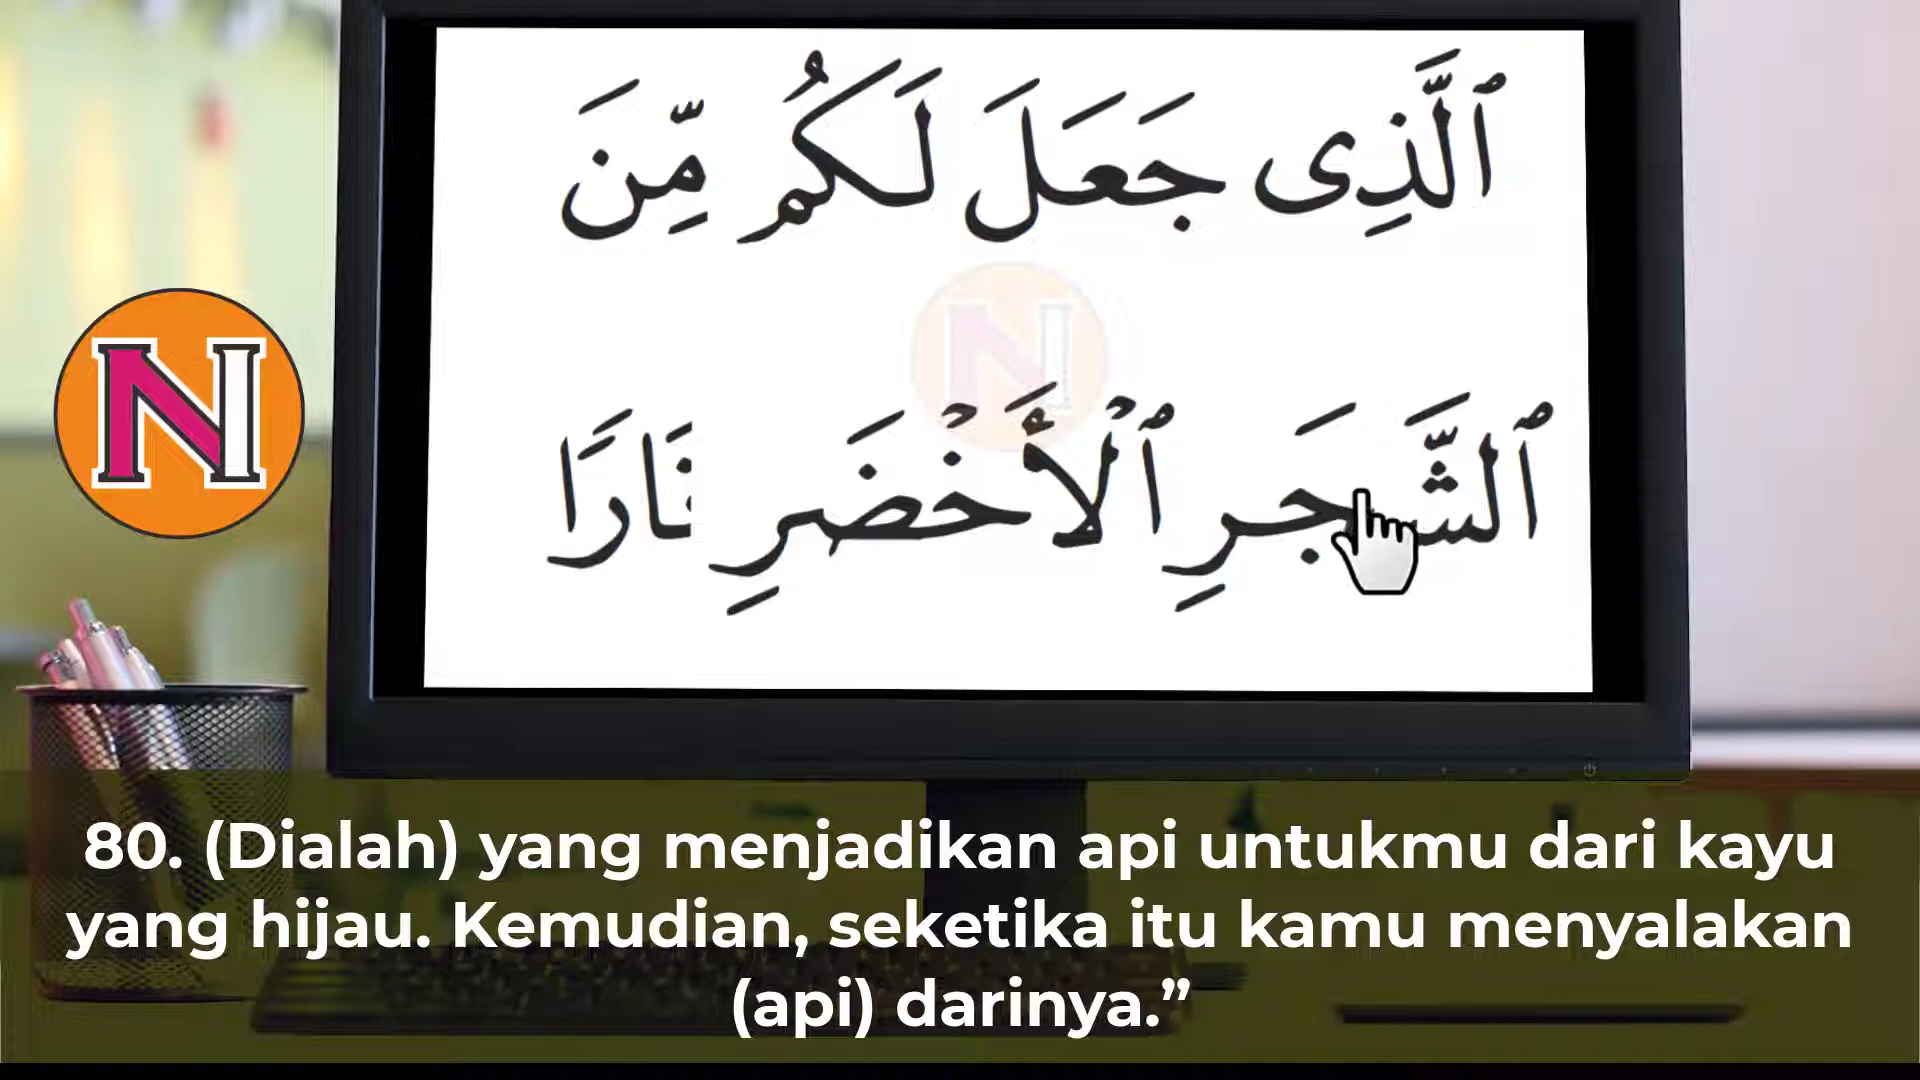 ٱلَّذِى جَعَلَ لَكُم مِّنَ
ٱلشَّجَرِ ٱلْأَخْضَرِ نَارًا
N
80. (Dialah) yang menjadikan api untukmu dari kayu
yang hijau. Kemudian, seketika itu kamu menyalakan
(api) darinya.”